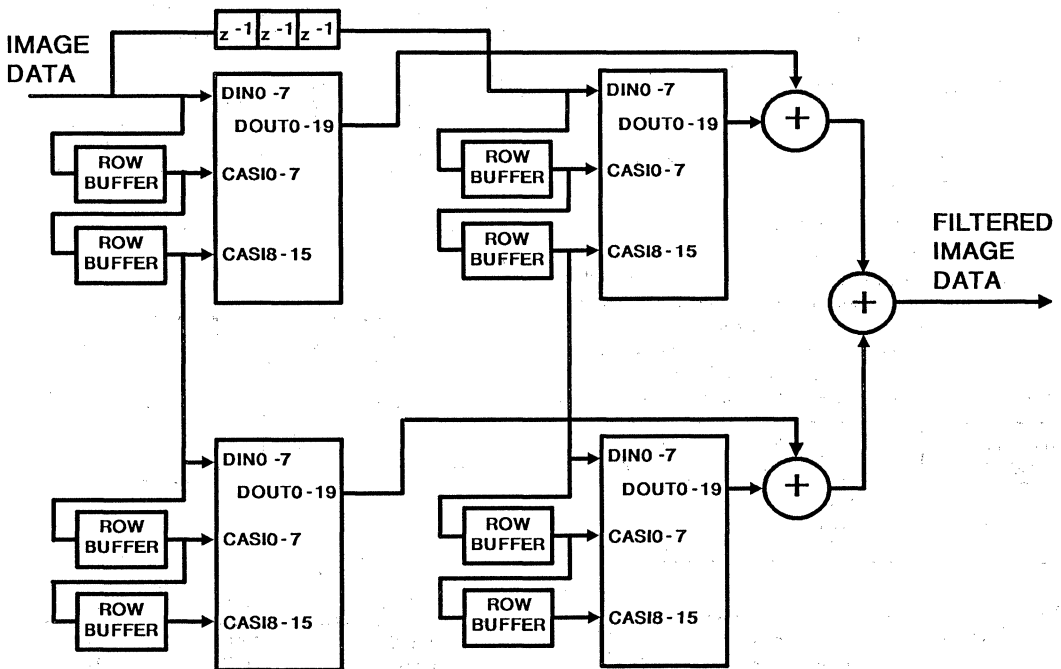 IMAGE
DATA
z -1 z -1 z -1
DIN0 -7
DOUT0 -19
ROW
BUFFER
CASI0 - 7
ROW
BUFFER
CASI8 - 15
DIN0 -7
DOUT0 -19
ROW
BUFFER
CASI0 - 7
ROW
BUFFER
CASI8 - 15
+
FILTERED
IMAGE
DATA
+
DIN0 -7
DOUT0 -19
ROW
BUFFER
CASI0 - 7
ROW
BUFFER
CASI8 - 15
DIN0 -7
DOUT0 -19
ROW
BUFFER
CASI0 - 7
ROW
BUFFER
CASI8 - 15
+